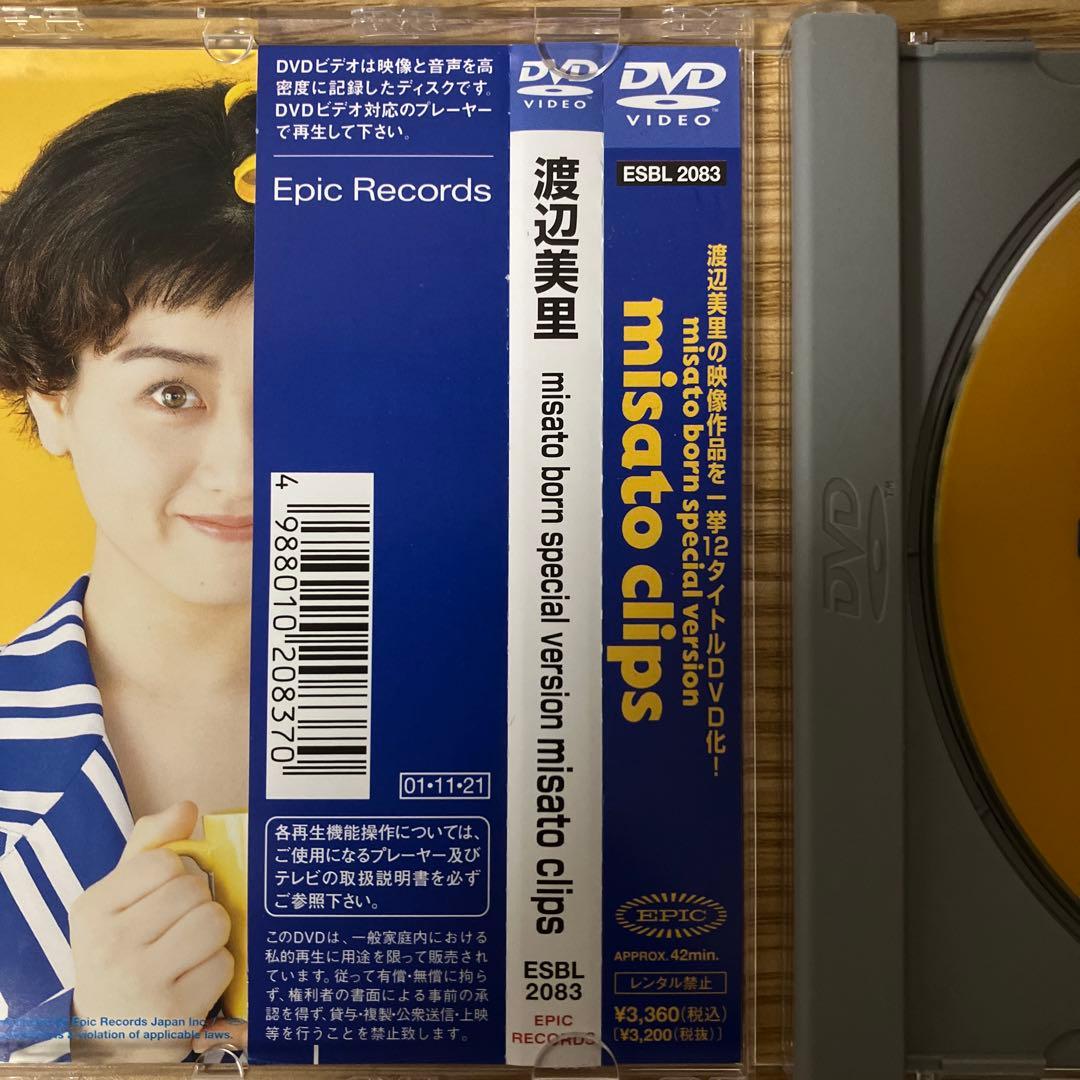 DVDビデオは映像と音声を高
密度に記録したディスクです。
DVDビデオ対応のプレーヤー
で再生して下さい。
Epic Records
4 988010 208370
01•11•21
各再生機能操作については、
ご使用になるプレーヤー及び
テレビの取扱説明書を必ず
ご参照下さい。
このDVDは、一般家庭内における
私的再生に用途を限って販売され
ています。従って有償・無償に拘ら
ず、権利者の書面による事前の承
認を得ず、貸与・複製・公衆送信・上映
等を行うことを禁止致します。
DVD
VIDEO™
渡辺美里
misato born special version misato clips
ESBL
2083
EPIC
RECORDS
DVD
VIDEO™
ESBL 2083
渡辺美里の映像作品を一挙12タイトルDVD化！
misato born special version
misato clips
EPIC
APPROX. 42min.
レンタル禁止
¥3,360(税込)
〔¥3,200(税抜)〕
DVD™
Epic Records Japan Inc.
a violation of applicable laws.